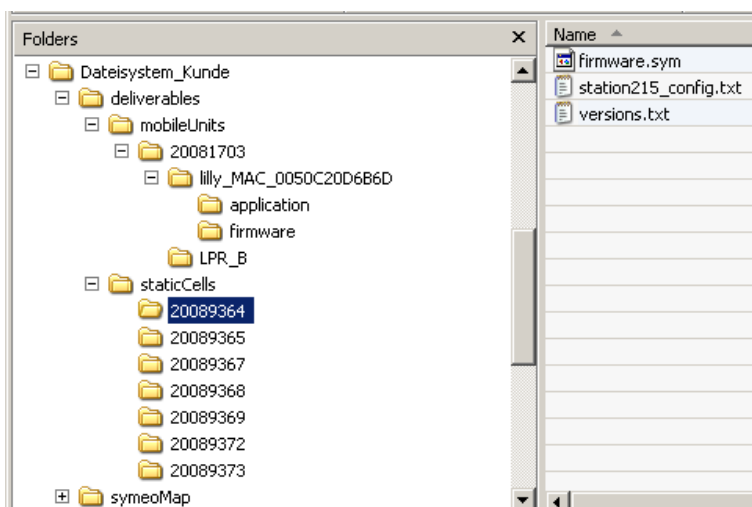 Folders
Dateisystem_Kunde
deliverables
mobileUnits
20081703
lilly_MAC_0050C20D6B6D
application
firmware
LPR_B
staticCells
20089364
20089365
20089367
20089368
20089369
20089372
20089373
symeoMap
Name
firmware.sym
station215_config.txt
versions.txt